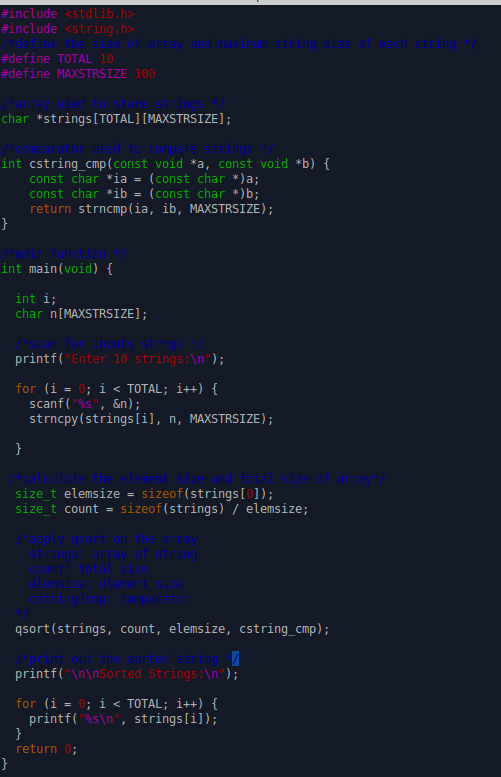 #include <stdlib.h>
#include <string.h>
/*define the size of array and maximum string size of each string */
#define TOTAL 10
#define MAXSTRSIZE 100
/*array used to store strings */
char *strings[TOTAL][MAXSTRSIZE];
/*comparator used to compare strings */
int cstring_cmp(const void *a, const void *b) {
const char *ia = (const char *)a;
const char *ib = (const char *)b;
return strncmp(ia, ib, MAXSTRSIZE);
}
/*main function */
int main(void) {
int i;
char n[MAXSTRSIZE];
/*scan for inputs strngs */
printf("Enter 10 strings:\n");
for (i = 0; i < TOTAL; i++) {
scanf("%s", &n);
strncpy(strings[i], n, MAXSTRSIZE);
}
/*calculate the element size and total size of array*/
size_t elemsize = sizeof(strings[0]);
size_t count = sizeof(strings) / elemsize;
/*apply qsort on the array
strings: array of string
count: total size
elemsize: element size
cstring_cmp: comparator
*/
qsort(strings, count, elemsize, cstring_cmp);
/*print out the sorted string */
printf("\n\nSorted Strings:\n");
for (i = 0; i < TOTAL; i++) {
printf("%s\n", strings[i]);
}
return 0;
}